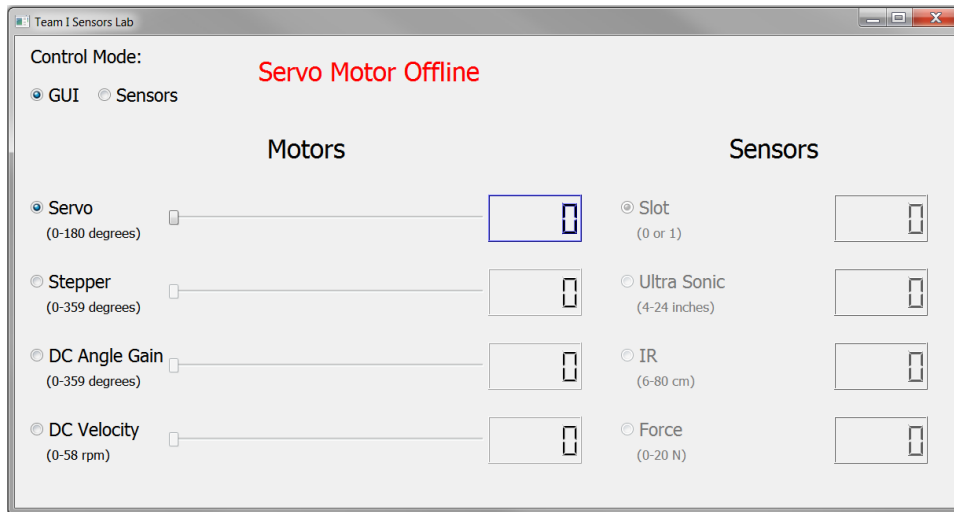 Team I Sensors Lab
Control Mode:
Servo Motor Offline
GUI Sensors
Motors Sensors
Servo 0 Slot 0
(0-180 degrees) (0 or 1)
Stepper 0 Ultra Sonic 0
(0-359 degrees) (4-24 inches)
DC Angle Gain 0 IR 0
(0-359 degrees) (6-80 cm)
DC Velocity 0 Force 0
(0-58 rpm) (0-20 N)